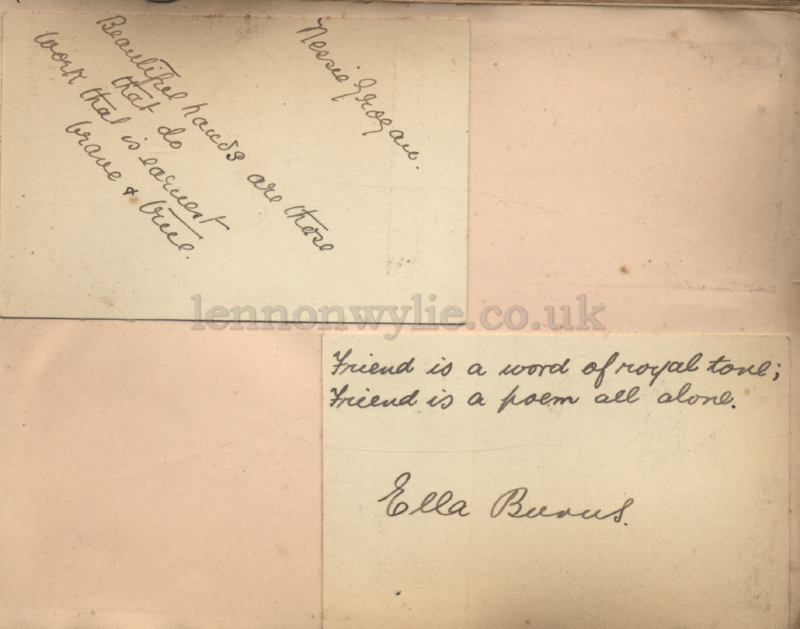 Nessie Grogan.
Beautiful hands are those
that do
work that is earnest
brave & true.
lennonwylie.co.uk
Friend is a word of royal tone;
Friend is a poem all alone.
Ella Burns.